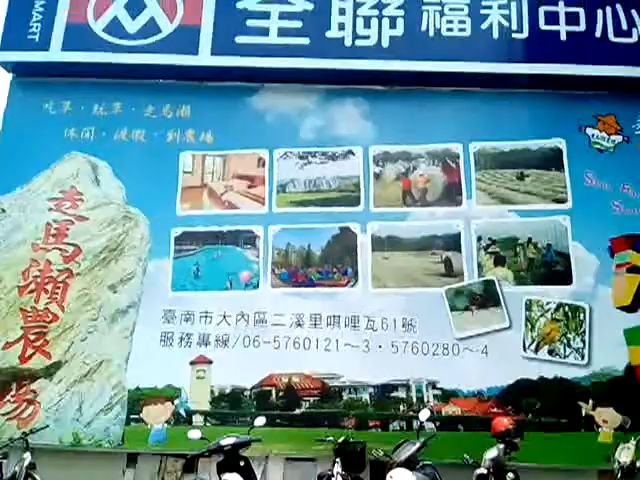 MART
全聯 福利中心
吃草·玩草·走馬瀨
休閒·渡假·到農場
走馬瀨農場
臺南市大內區二溪里唭哩瓦61號
服務專線/06-5760121～3·5760280～4